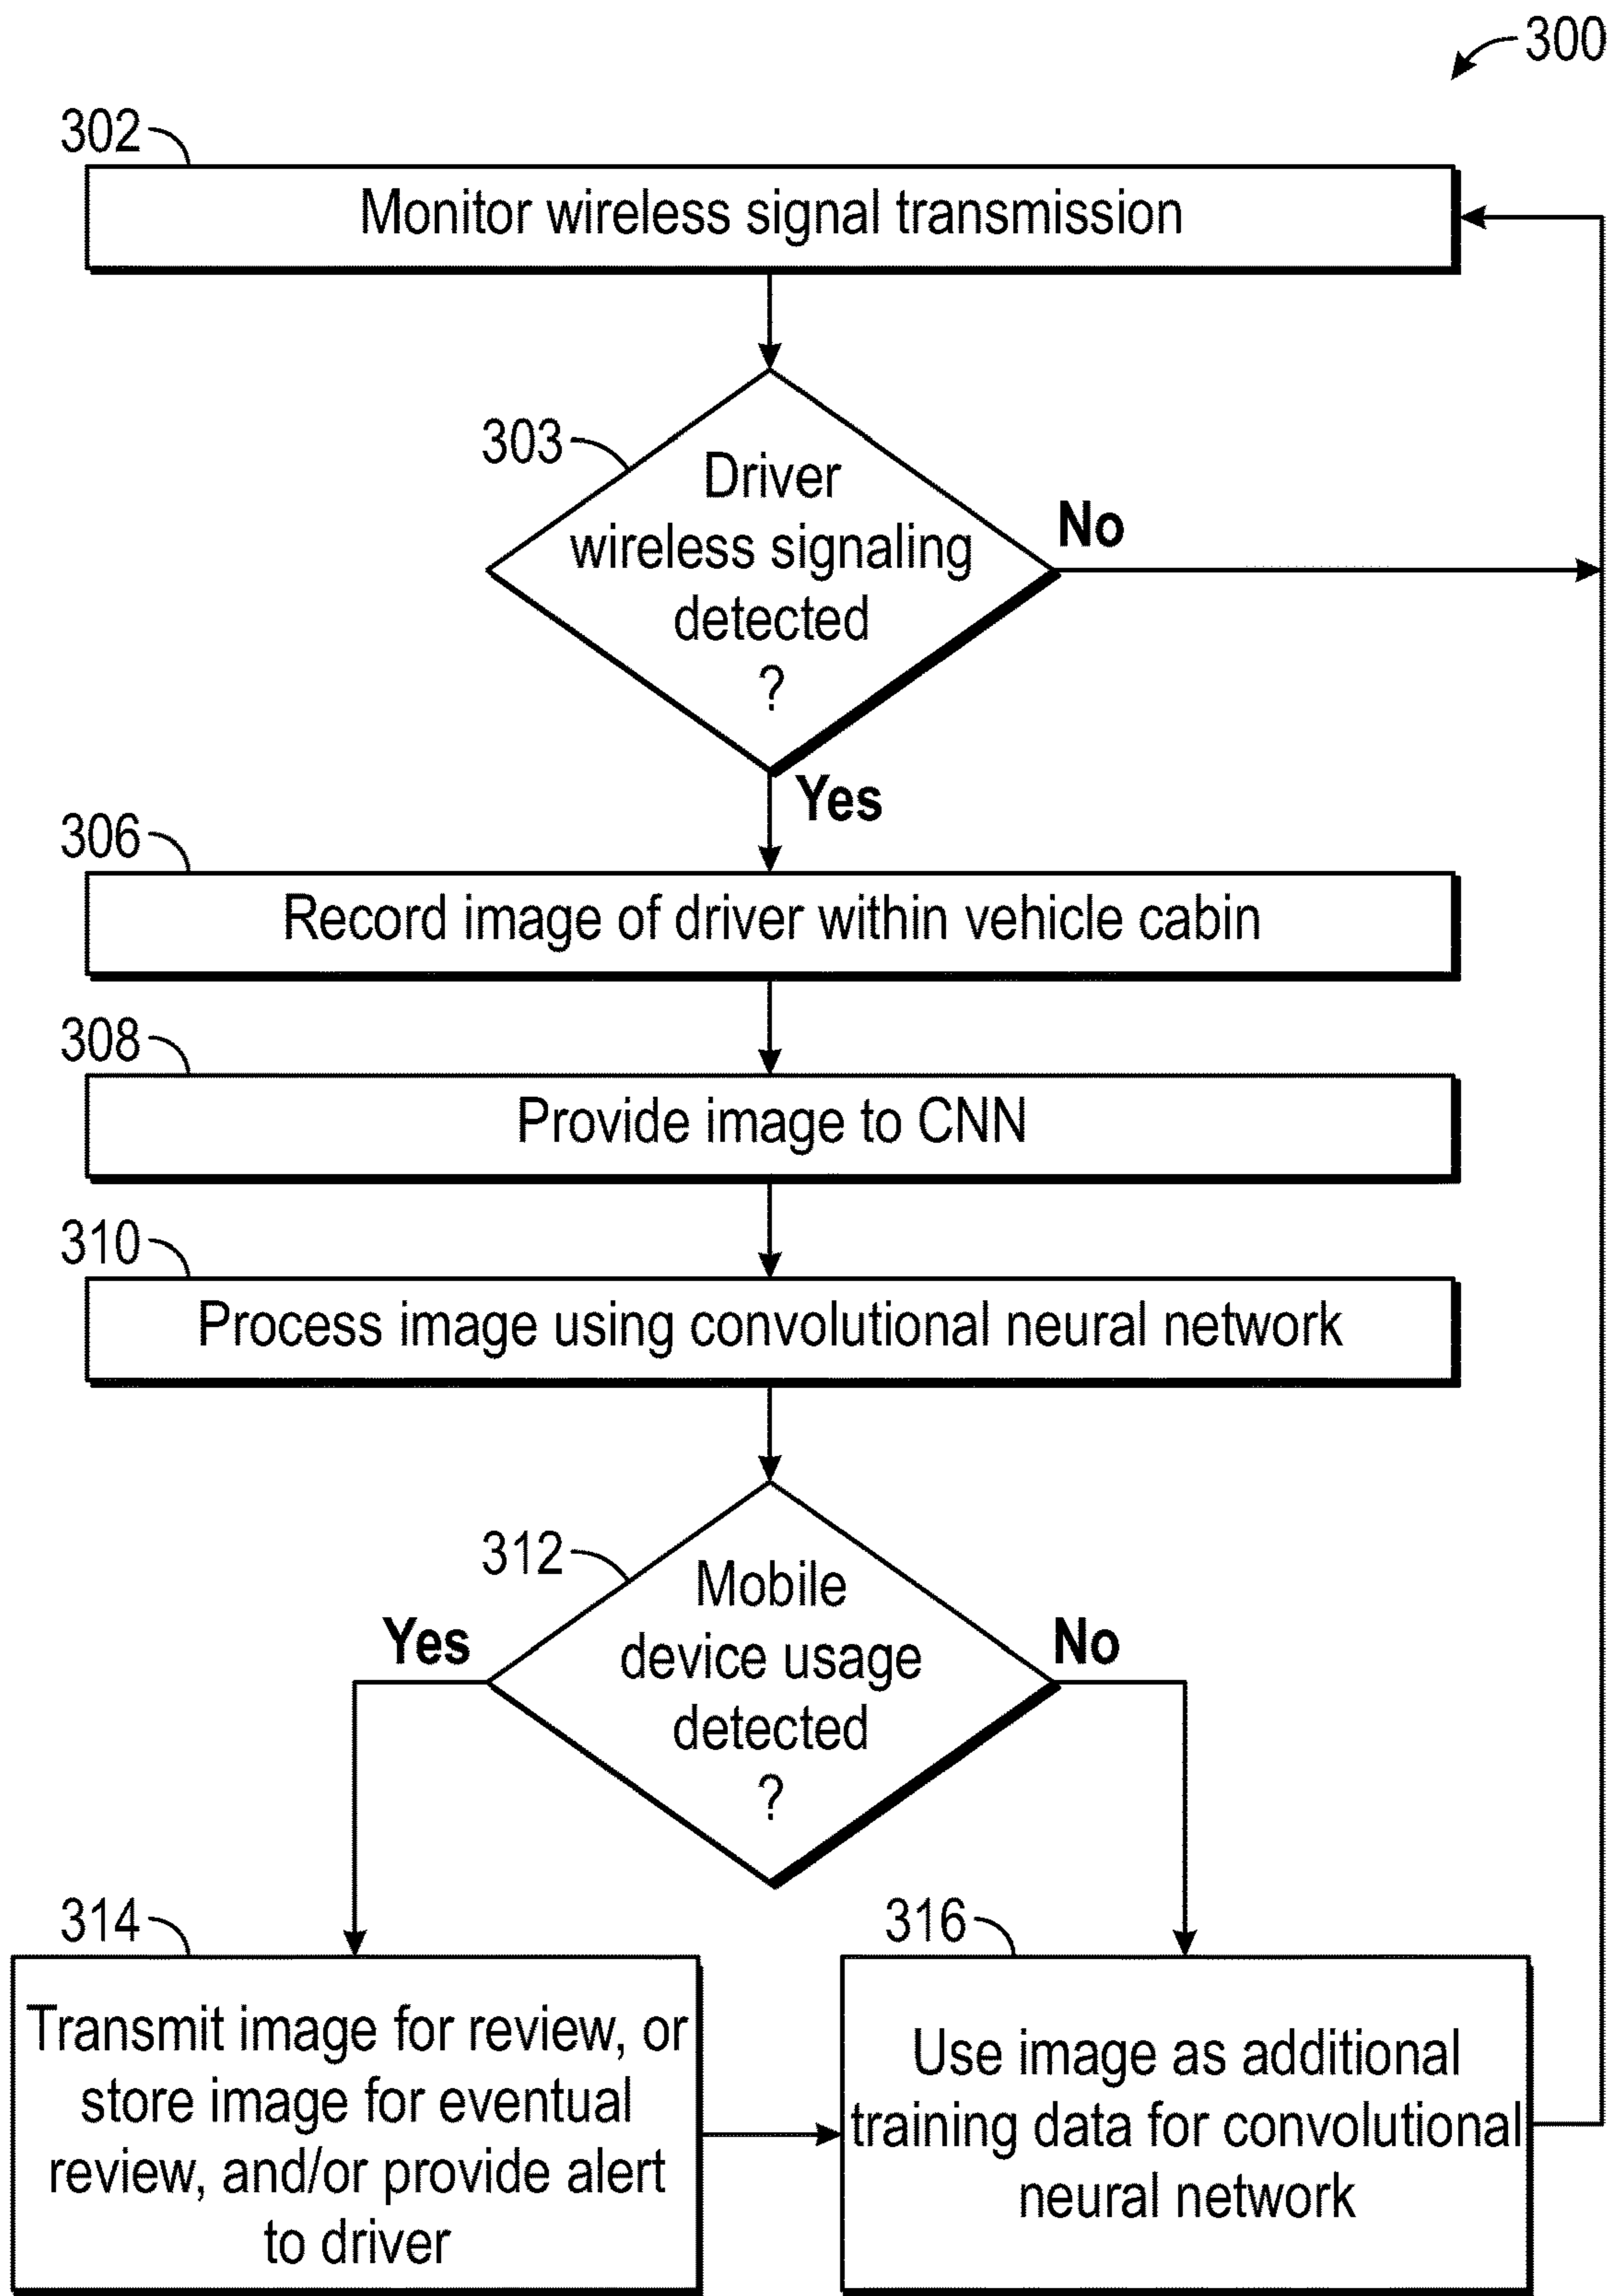 300
302
Monitor wireless signal transmission
303
Driver
wireless signaling
detected
?
No
Yes
306
Record image of driver within vehicle cabin
308
Provide image to CNN
310
Process image using convolutional neural network
312
Mobile
device usage
detected
?
Yes
No
314
Transmit image for review, or
store image for eventual
review, and/or provide alert
to driver
316
Use image as additional
training data for convolutional
neural network